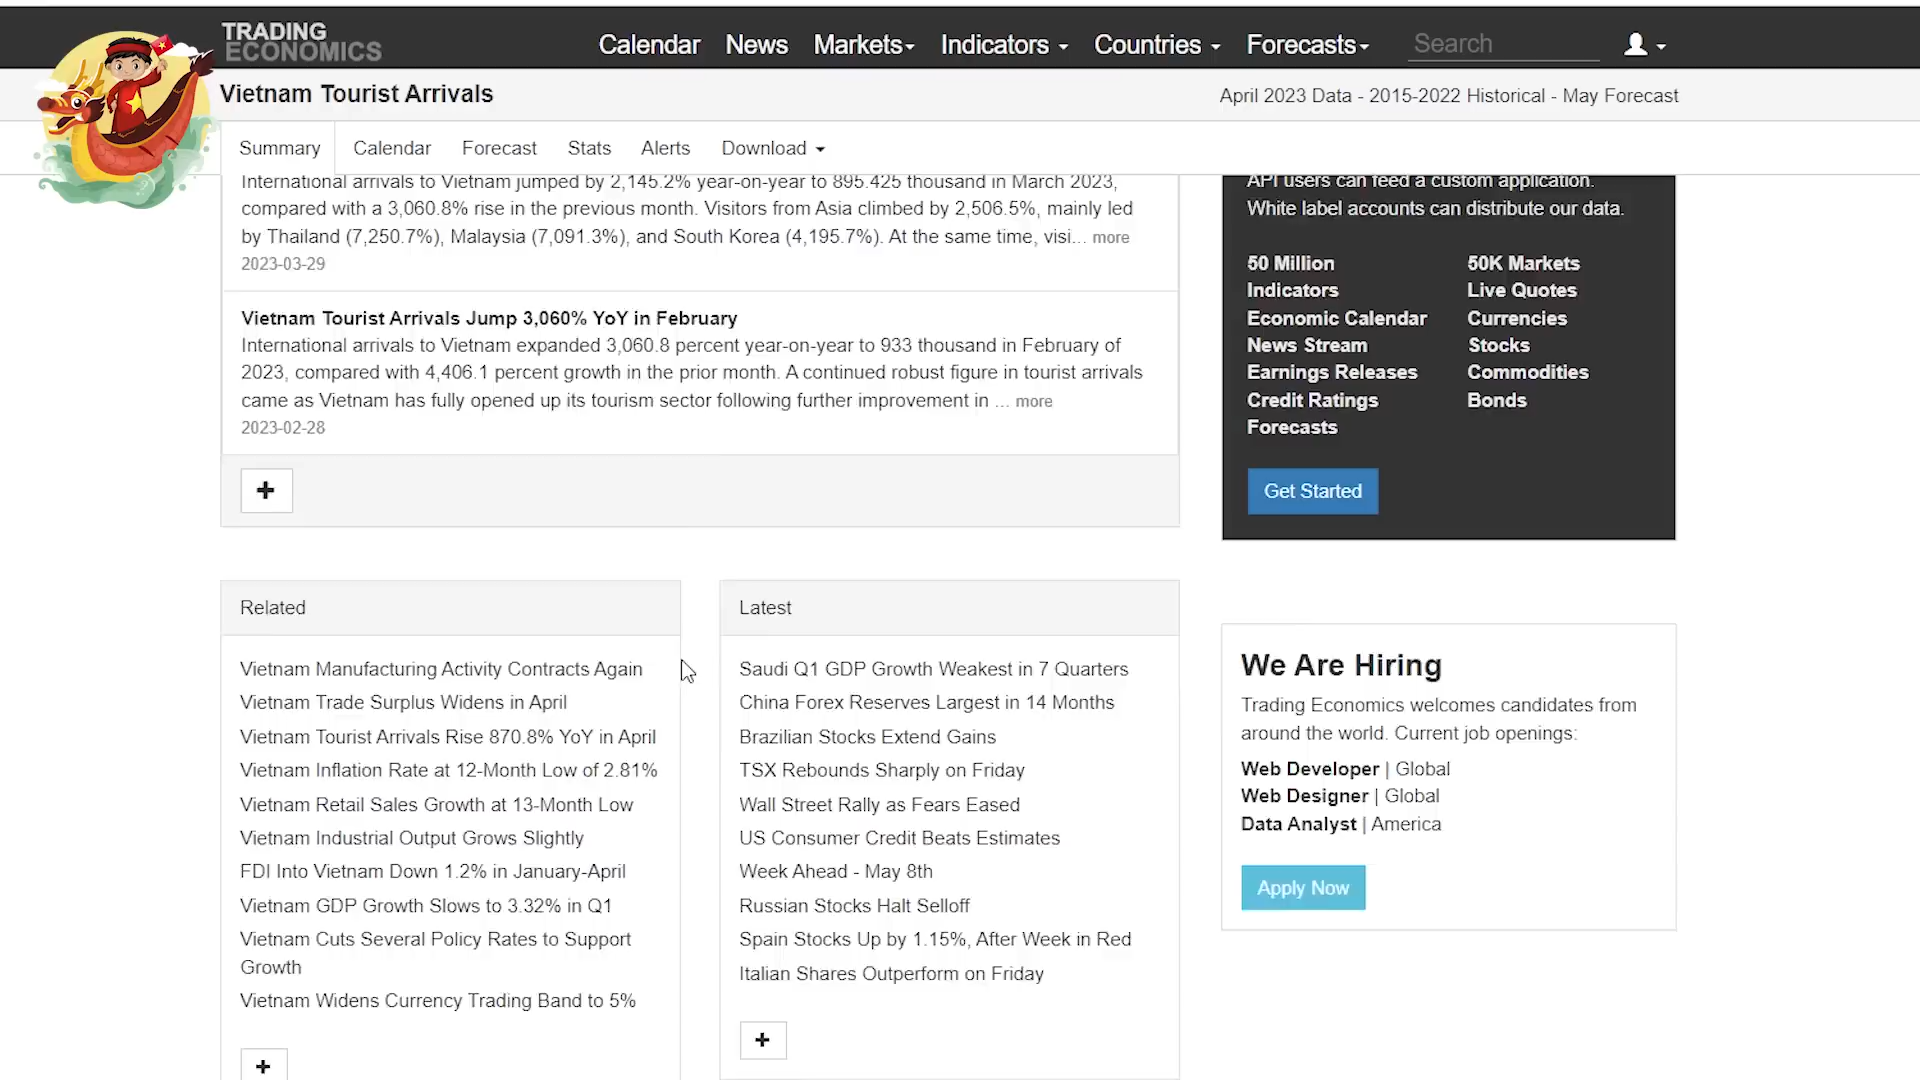 TRADING
ECONOMICS
Calendar News Markets Indicators Countries Forecasts Search
Vietnam Tourist Arrivals
April 2023 Data - 2015-2022 Historical - May Forecast
Summary Calendar Forecast Stats Alerts Download
International arrivals to Vietnam jumped by 2,145.2% year-on-year to 895.425 thousand in March 2023,
compared with a 3,060.8% rise in the previous month. Visitors from Asia climbed by 2,506.5%, mainly led
by Thailand (7,250.7%), Malaysia (7,091.3%), and South Korea (4,195.7%). At the same time, visi... more
2023-03-29
Vietnam Tourist Arrivals Jump 3,060% YoY in February
International arrivals to Vietnam expanded 3,060.8 percent year-on-year to 933 thousand in February of
2023, compared with 4,406.1 percent growth in the prior month. A continued robust figure in tourist arrivals
came as Vietnam has fully opened up its tourism sector following further improvement in ... more
2023-02-28
+
API users can feed a custom application.
White label accounts can distribute our data.
50 Million
Indicators
Economic Calendar
News Stream
Earnings Releases
Credit Ratings
Forecasts
50K Markets
Live Quotes
Currencies
Stocks
Commodities
Bonds
Get Started
Related
Vietnam Manufacturing Activity Contracts Again
Vietnam Trade Surplus Widens in April
Vietnam Tourist Arrivals Rise 870.8% YoY in April
Vietnam Inflation Rate at 12-Month Low of 2.81%
Vietnam Retail Sales Growth at 13-Month Low
Vietnam Industrial Output Grows Slightly
FDI Into Vietnam Down 1.2% in January-April
Vietnam GDP Growth Slows to 3.32% in Q1
Vietnam Cuts Several Policy Rates to Support
Growth
Vietnam Widens Currency Trading Band to 5%
+
Latest
Saudi Q1 GDP Growth Weakest in 7 Quarters
China Forex Reserves Largest in 14 Months
Brazilian Stocks Extend Gains
TSX Rebounds Sharply on Friday
Wall Street Rally as Fears Eased
US Consumer Credit Beats Estimates
Week Ahead - May 8th
Russian Stocks Halt Selloff
Spain Stocks Up by 1.15%, After Week in Red
Italian Shares Outperform on Friday
+
We Are Hiring
Trading Economics welcomes candidates from
around the world. Current job openings:
Web Developer | Global
Web Designer | Global
Data Analyst | America
Apply Now